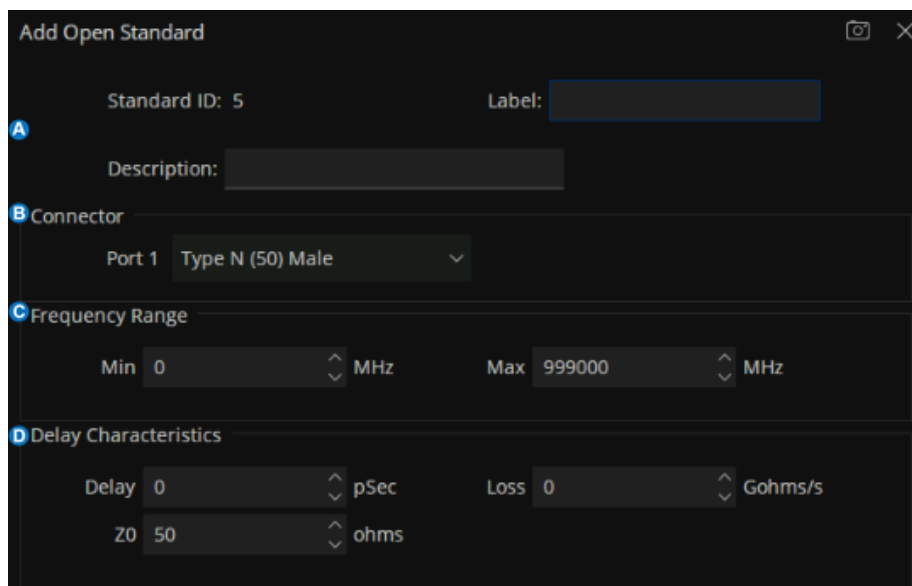 Add Open Standard
Standard ID: 5 Label:
A
Description:
B Connector
Port 1 Type N (50) Male
C Frequency Range
Min 0 MHz Max 999000 MHz
D Delay Characteristics
Delay 0 pSec Loss 0 Gohms/s
Z0 50 ohms